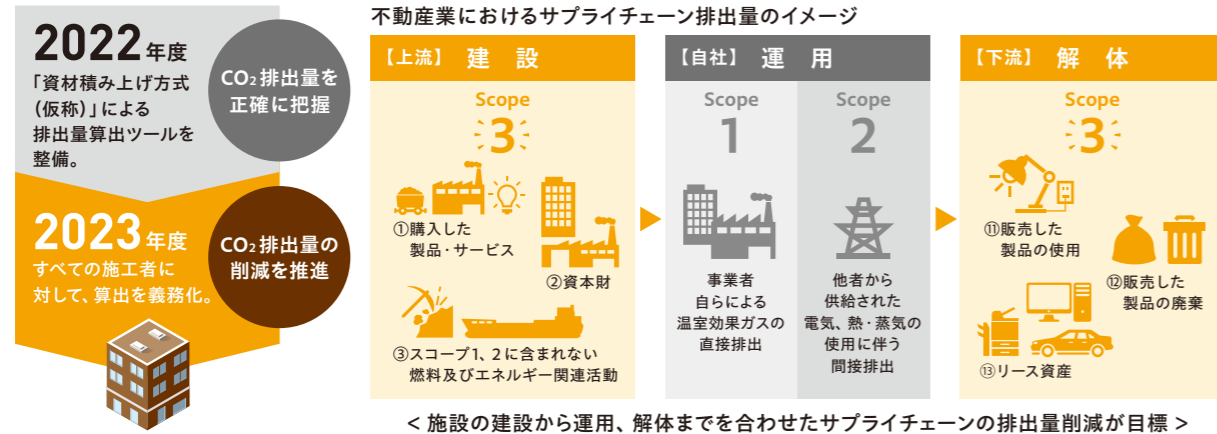 2022年度
「資材積み上げ方式
(仮称)」による
排出量算出ツールを
整備。
CO₂排出量を
正確に把握
2023年度
すべての施工者に
対して、算出を義務化。
CO₂排出量の
削減を推進
不動産業におけるサプライチェーン排出量のイメージ
【上流】 建 設
Scope
3
①購入した
製品・サービス
②資本財
③スコープ1、2に含まれない
燃料及びエネルギー関連活動
【自社】 運 用
Scope
1
事業者
自らによる
温室効果ガスの
直接排出
Scope
2
他者から
供給された
電気、熱・蒸気の
使用に伴う
間接排出
【下流】 解 体
Scope
3
⑪販売した
製品の使用
⑫販売した
製品の廃棄
⑬リース資産
< 施設の建設から運用、解体までを合わせたサプライチェーンの排出量削減が目標 >